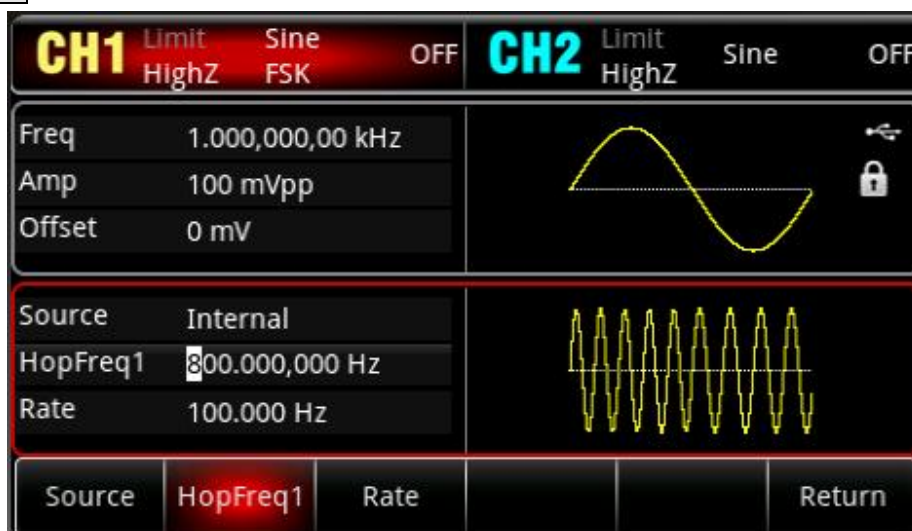 CH1 Limit Sine OFF CH2 Limit Sine OFF
HighZ FSK HighZ
Freq 1.000,000,00 kHz
Amp 100 mVpp
Offset 0 mV
Source Internal
HopFreq1 800.000,000 Hz
Rate 100.000 Hz
Source HopFreq1 Rate Return